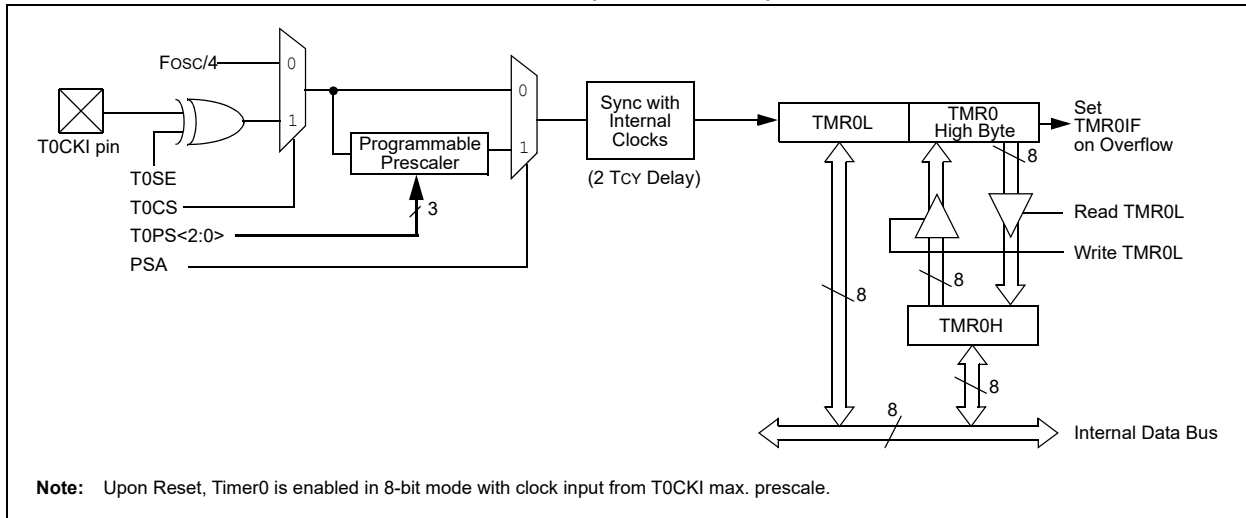 Fosc/4
0
1
T0CKI pin
T0SE
T0CS
T0PS<2:0>
PSA
Programmable
Prescaler
3
0
1
Sync with
Internal
Clocks
(2 TCY Delay)
TMR0L
TMR0
High Byte
Set
TMR0IF
on Overflow
8
Read TMR0L
Write TMR0L
8
8
TMR0H
8
8
Internal Data Bus
Note: Upon Reset, Timer0 is enabled in 8-bit mode with clock input from T0CKI max. prescale.